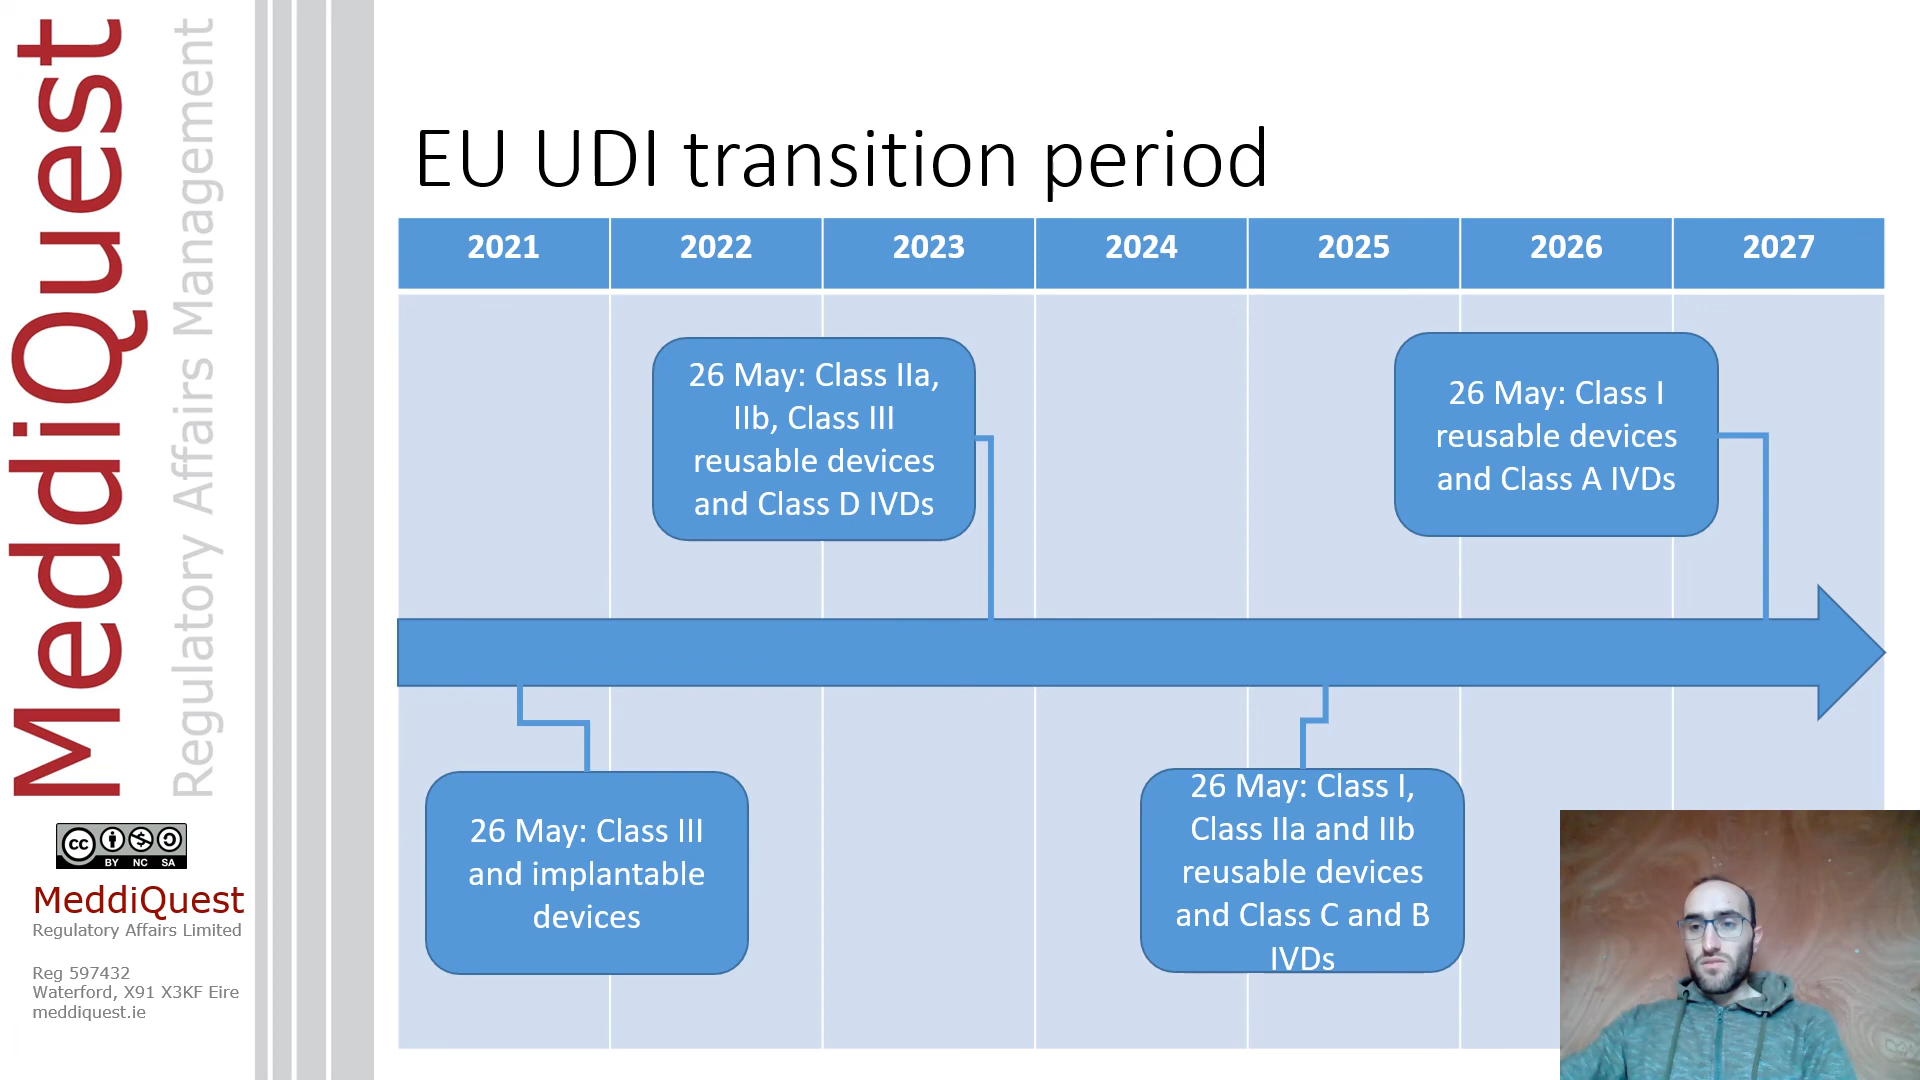 MeddiQuest
Regulatory Affairs Management
EU UDI transition period
2021
2022
2023
2024
2025
2026
2027
26 May: Class IIa,
IIb, Class III
reusable devices
and Class D IVDs
26 May: Class I
reusable devices
and Class A IVDs
26 May: Class III
and implantable
devices
26 May: Class I,
Class IIa and IIb
reusable devices
and Class C and B
IVDs
cc
BY NC SA
MeddiQuest
Regulatory Affairs Limited
Reg 597432
Waterford, X91 X3KF Eire
meddiquest.ie